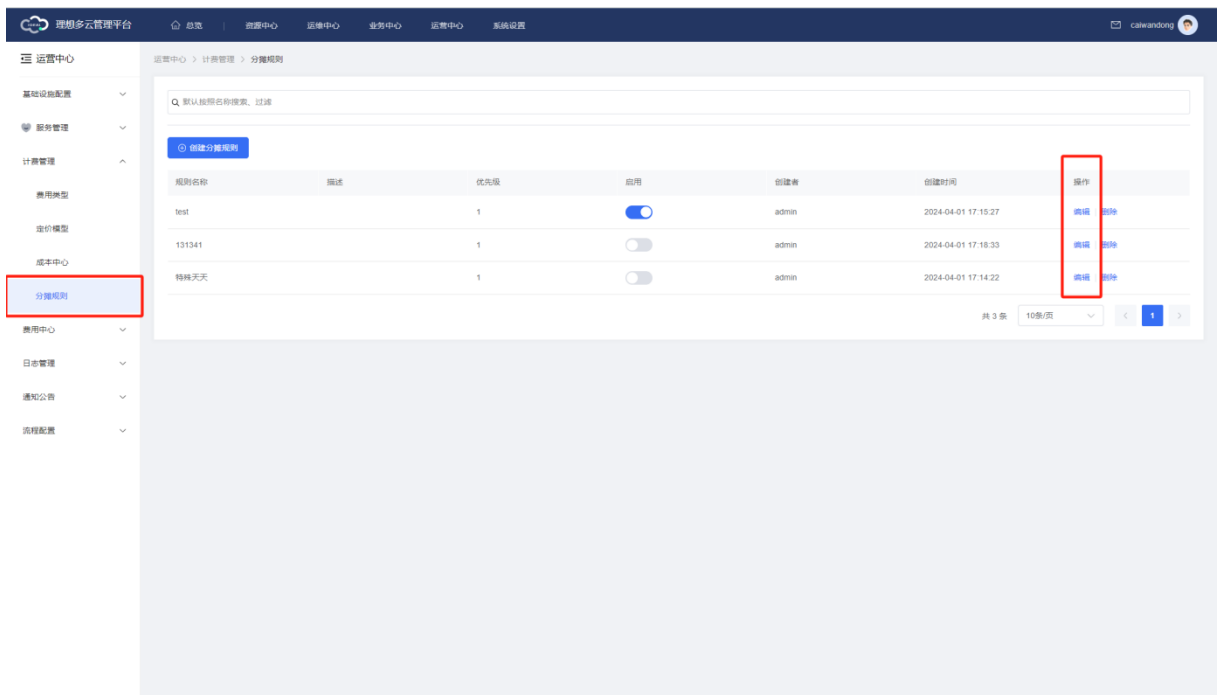 理想多云管理平台 总览 资源中心 运维中心 业务中心 运营中心 系统设置 caiwandong
运营中心
运营中心 > 计费管理 > 分摊规则
基础设施配置
默认按照名称搜索、过滤
服务管理
创建分摊规则
计费管理
规则名称 描述 优先级 启用 创建者 创建时间 操作
费用类型
test 1 admin 2024-04-01 17:15:27 编辑 删除
定价模型
131341 1 admin 2024-04-01 17:18:33 编辑 删除
成本中心
特殊天天 1 admin 2024-04-01 17:14:22 编辑 删除
分摊规则
共 3 条 10条/页 1
费用中心
日志管理
通知公告
流程配置